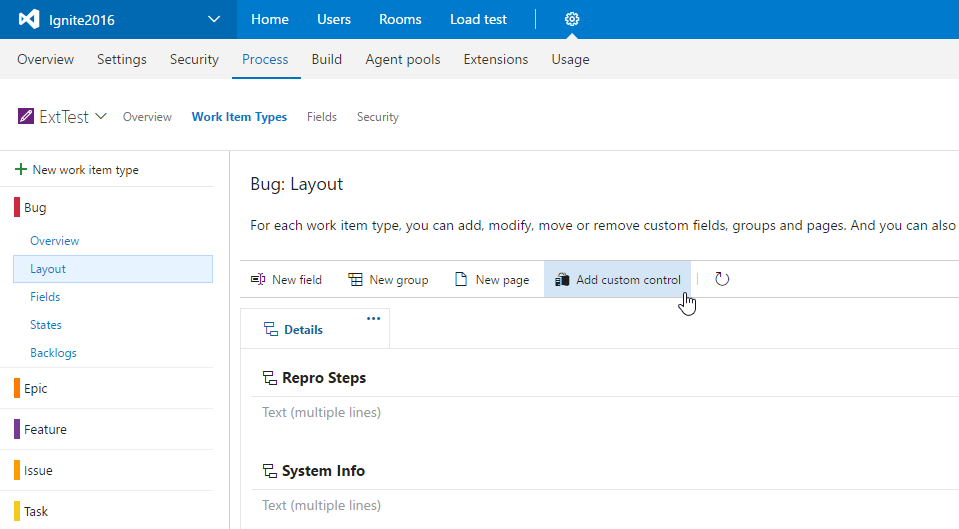 Ignite2016 Home Users Rooms Load test
Overview Settings Security Process Build Agent pools Extensions Usage
ExtTest Overview Work Item Types Fields Security
New work item type
Bug
Overview
Layout
Fields
States
Backlogs
Epic
Feature
Issue
Task
Bug: Layout
For each work item type, you can add, modify, move or remove custom fields, groups and pages. And you can also
New field New group New page Add custom control
Details
Repro Steps
Text (multiple lines)
System Info
Text (multiple lines)